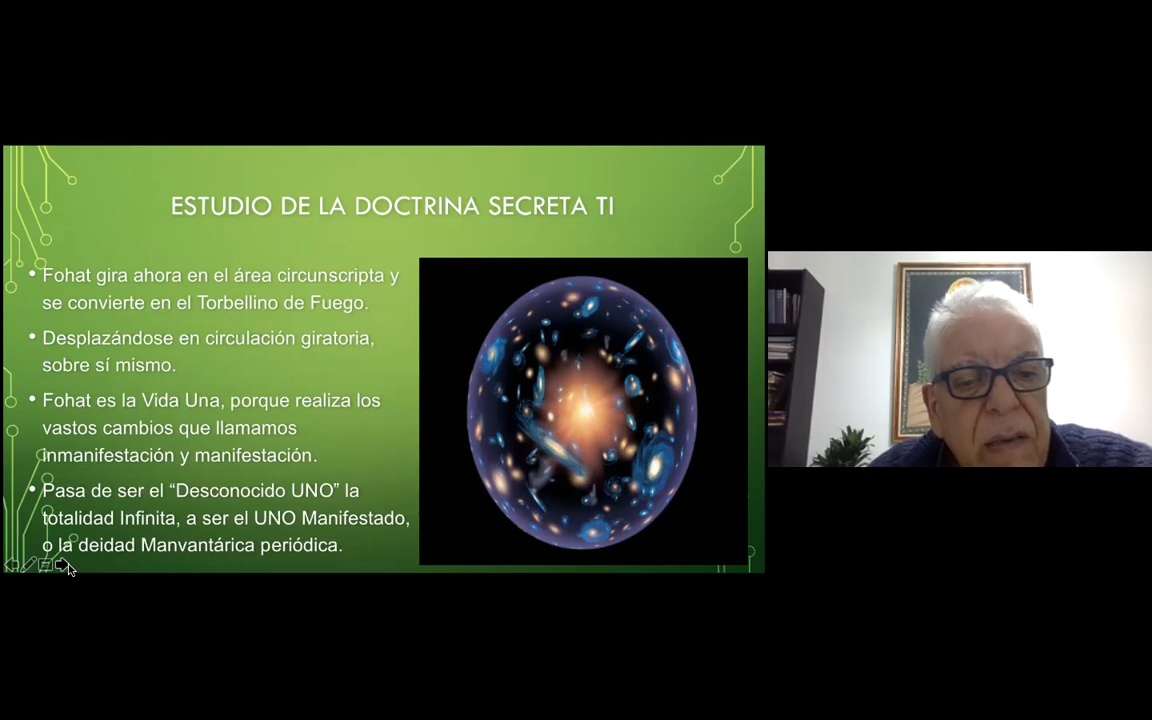 ESTUDIO DE LA DOCTRINA SECRETA TI
• Fohat gira ahora en el área circunscripta y
se convierte en el Torbellino de Fuego.
• Desplazándose en circulación giratoria,
sobre sí mismo.
• Fohat es la Vida Una, porque realiza los
vastos cambios que llamamos
inmanifestación y manifestación.
• Pasa de ser el “Desconocido UNO” la
totalidad Infinita, a ser el UNO Manifestado,
o la deidad Manvantárica periódica.